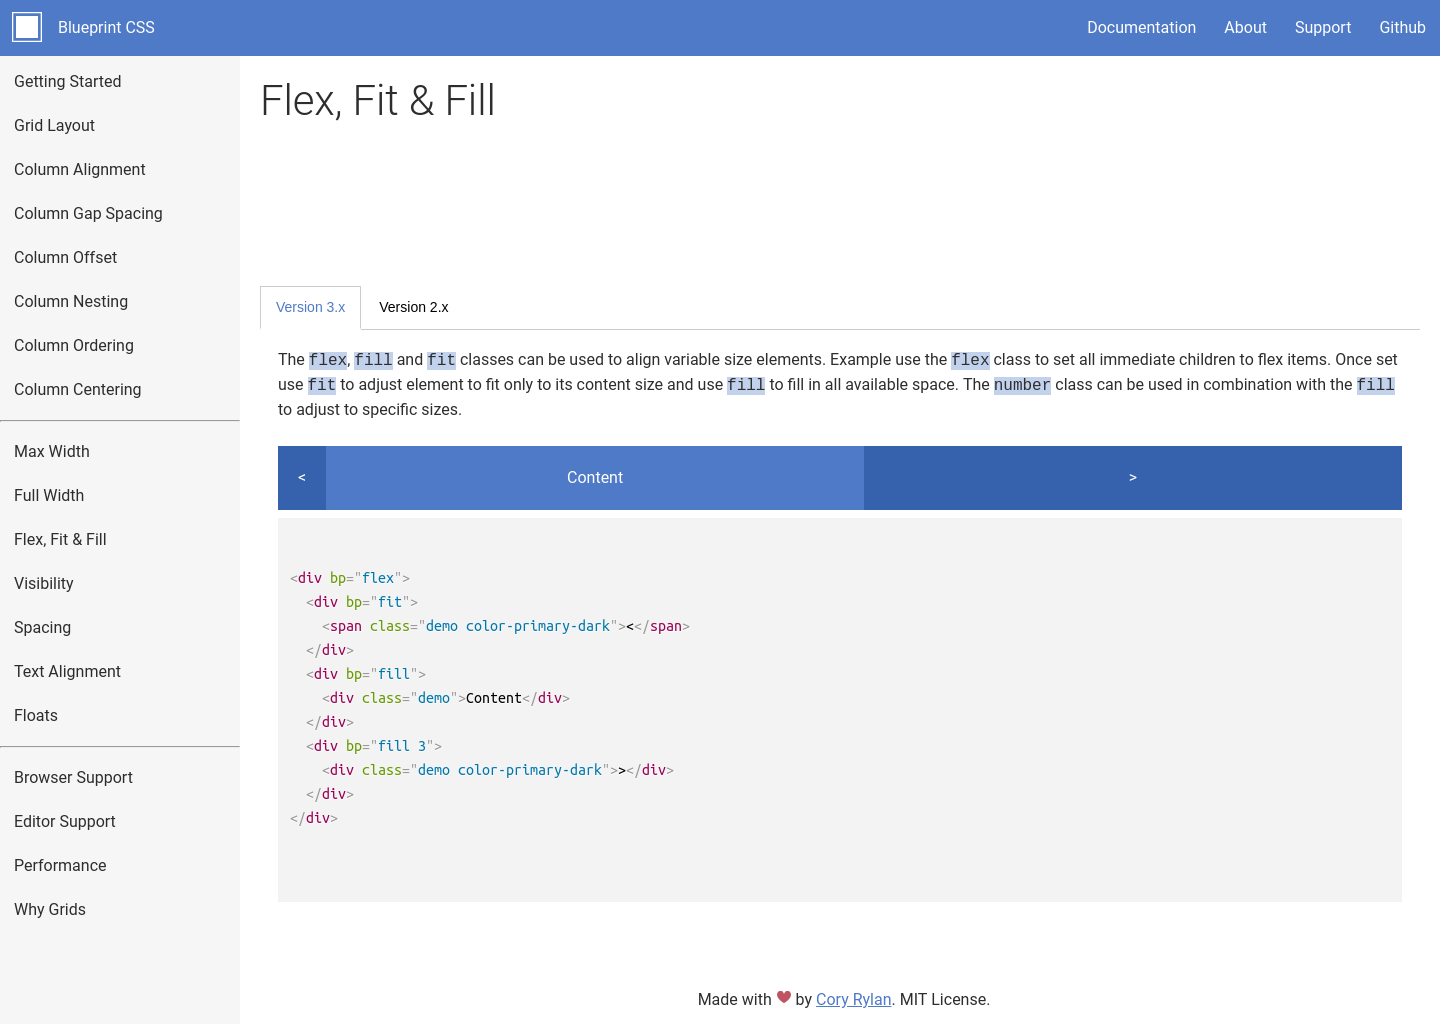 Blueprint CSS
Documentation
About
Support
Github
Getting Started
Grid Layout
Column Alignment
Column Gap Spacing
Column Offset
Column Nesting
Column Ordering
Column Centering
Max Width
Full Width
Flex, Fit & Fill
Visibility
Spacing
Text Alignment
Floats
Browser Support
Editor Support
Performance
Why Grids
Flex, Fit & Fill
Version 3.x
Version 2.x
The flex, fill and fit classes can be used to align variable size elements. Example use the flex class to set all immediate children to flex items. Once set
use fit to adjust element to fit only to its content size and use fill to fill in all available space. The number class can be used in combination with the fill
to adjust to specific sizes.
<
Content
>
<div bp="flex">
  <div bp="fit">
    <span class="demo color-primary-dark"><</span>
  </div>
  <div bp="fill">
    <div class="demo">Content</div>
  </div>
  <div bp="fill 3">
    <div class="demo color-primary-dark">></div>
  </div>
</div>
Made with ❤ by Cory Rylan. MIT License.